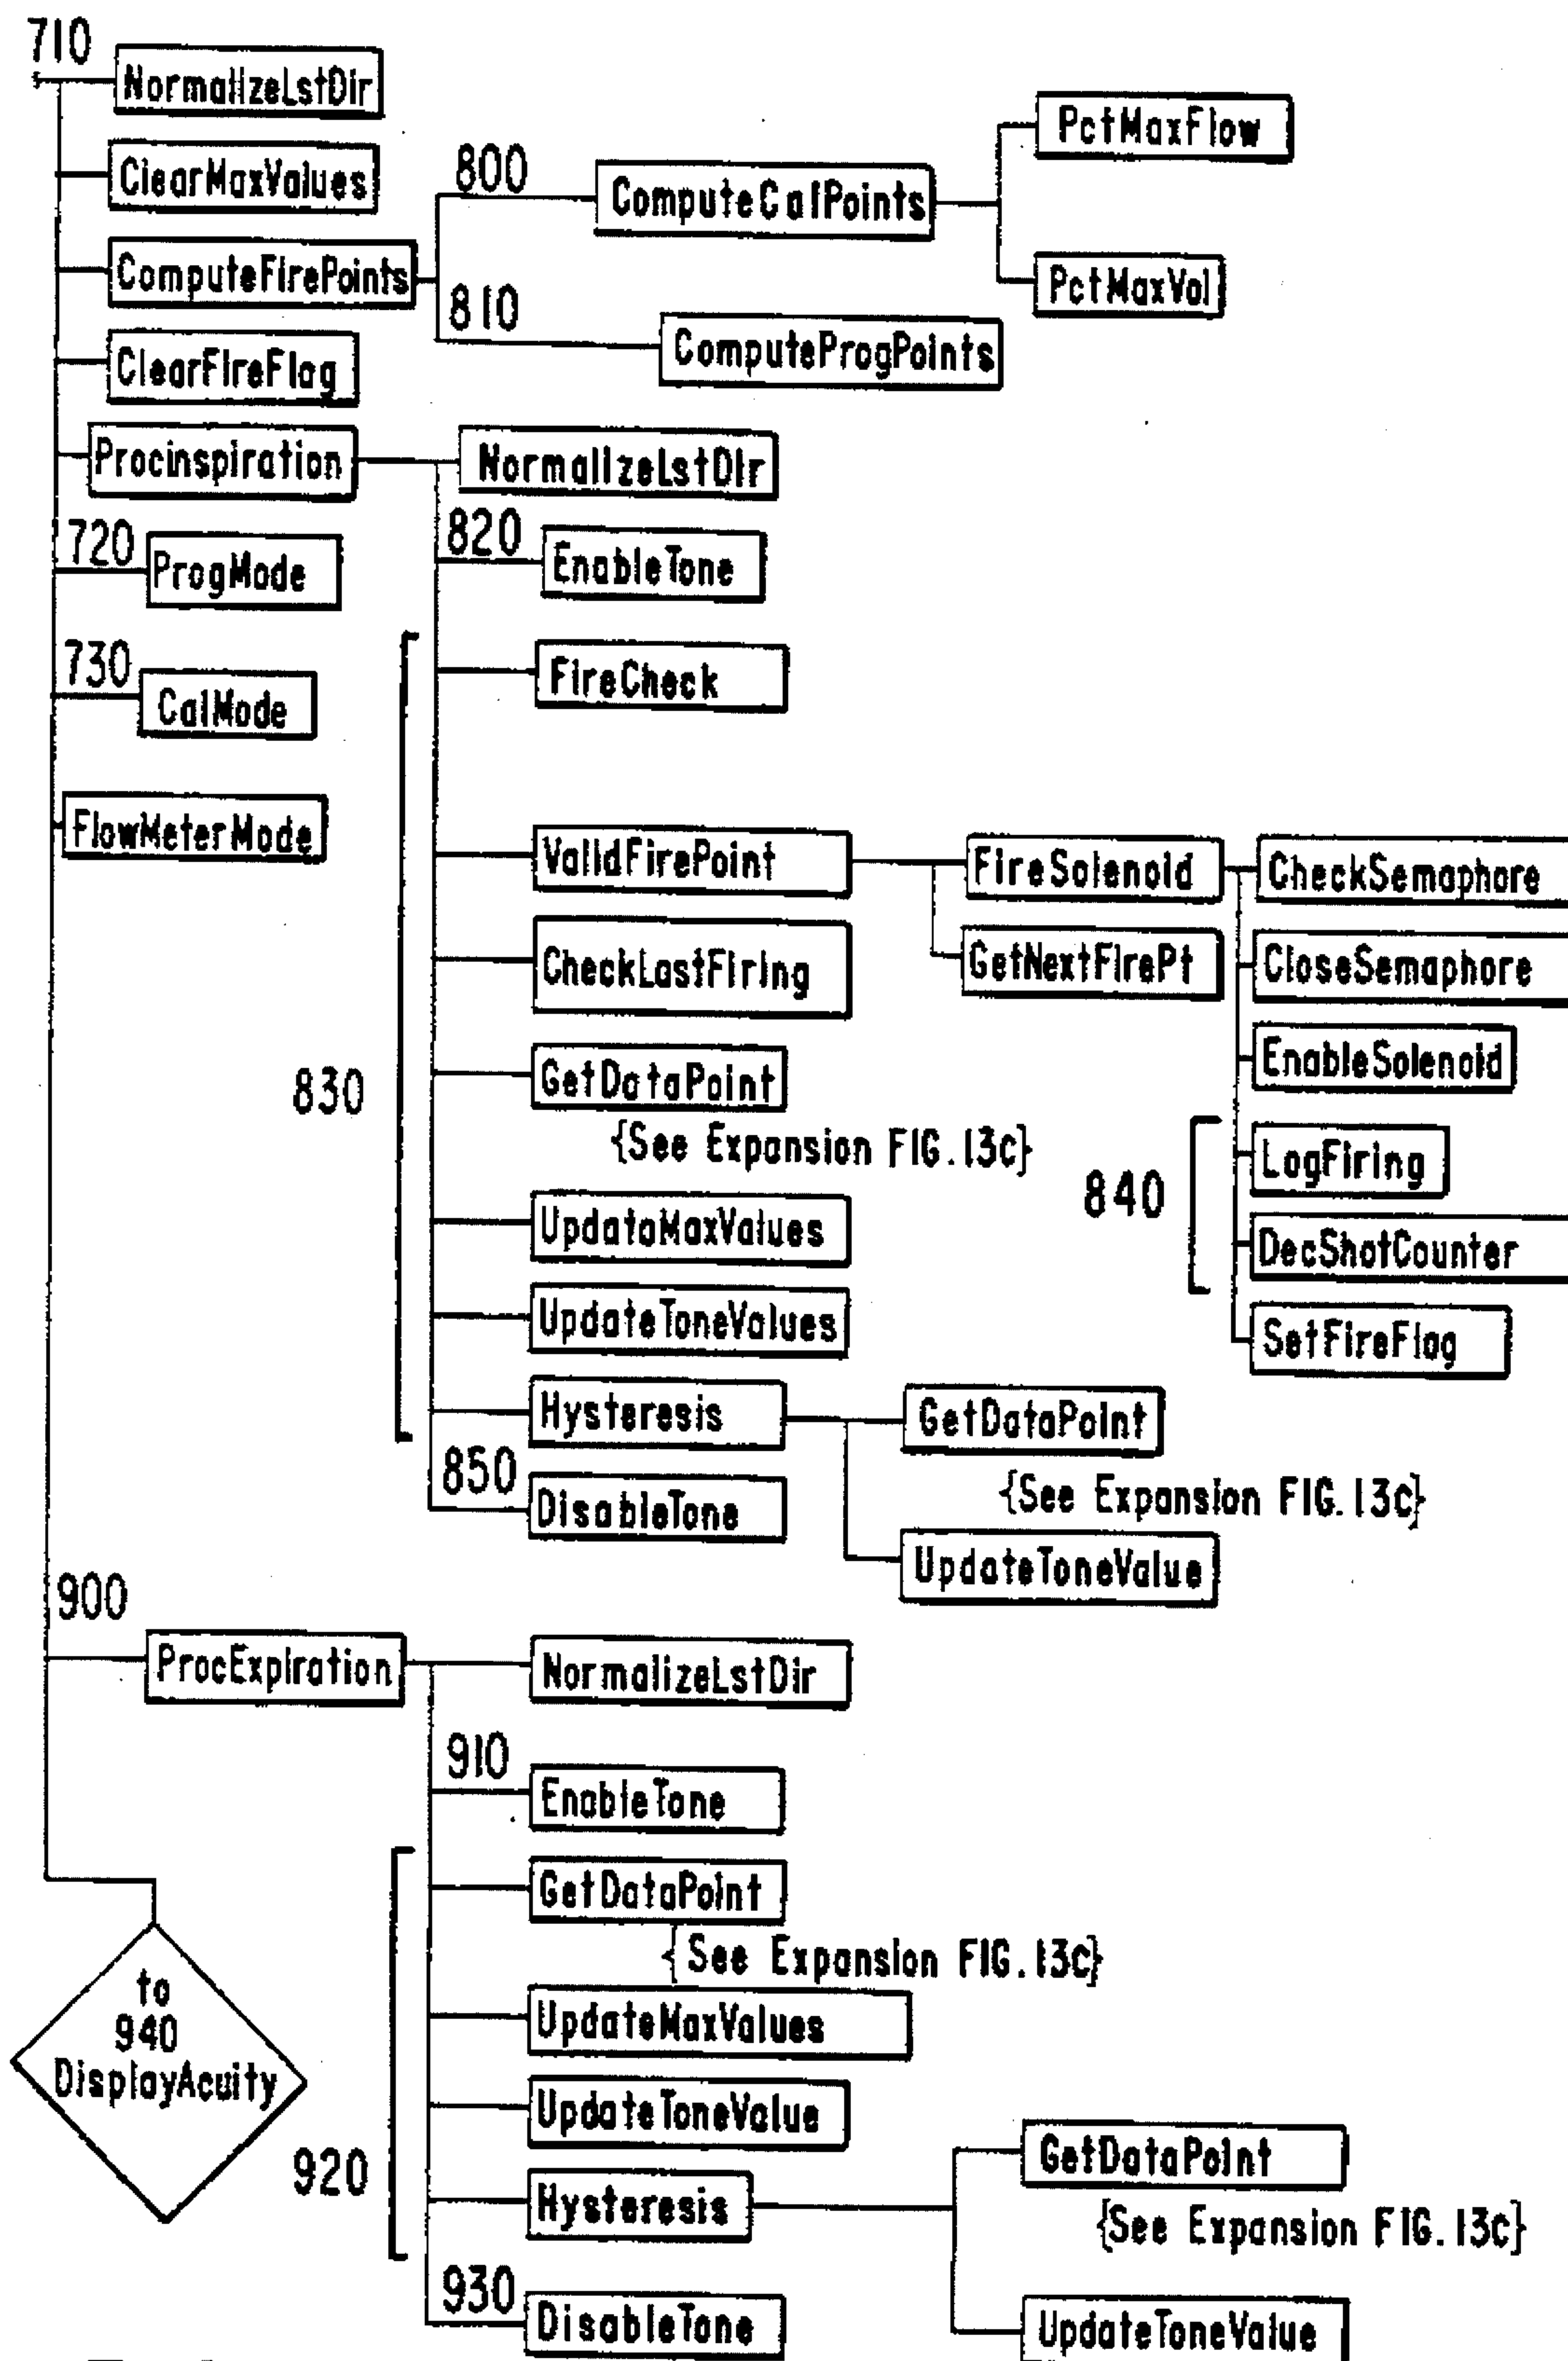 710
NormalizeLstDir
ClearMaxValues
ComputeFirePoints
800
ComputeCalPoints
PctMaxFlow
PctMaxVol
810
ComputeProgPoints
ClearFireFlag
Procinspiration
NormalizeLstDir
720
ProgMode
820
EnableTone
730
CalMode
FireCheck
FlowMeterMode
ValidFirePoint
FireSolenoid
CheckSemaphore
GetNextFirePt
CloseSemaphore
CheckLastFiring
EnableSolenoid
830
GetDataPoint
{See Expansion FIG.13c}
840
LogFiring
DecShotCounter
UpdateMaxValues
UpdateToneValues
SetFireFlag
Hysteresis
GetDataPoint
{See Expansion FIG.13c}
850
DisableTone
UpdateToneValue
900
ProcExpiration
NormalizeLstDir
910
EnableTone
GetDataPoint
{See Expansion FIG.13c}
to
940
DisplayAcuity
UpdateMaxValues
UpdateToneValue
920
Hysteresis
GetDataPoint
{See Expansion FIG.13c}
930
DisableTone
UpdateToneValue